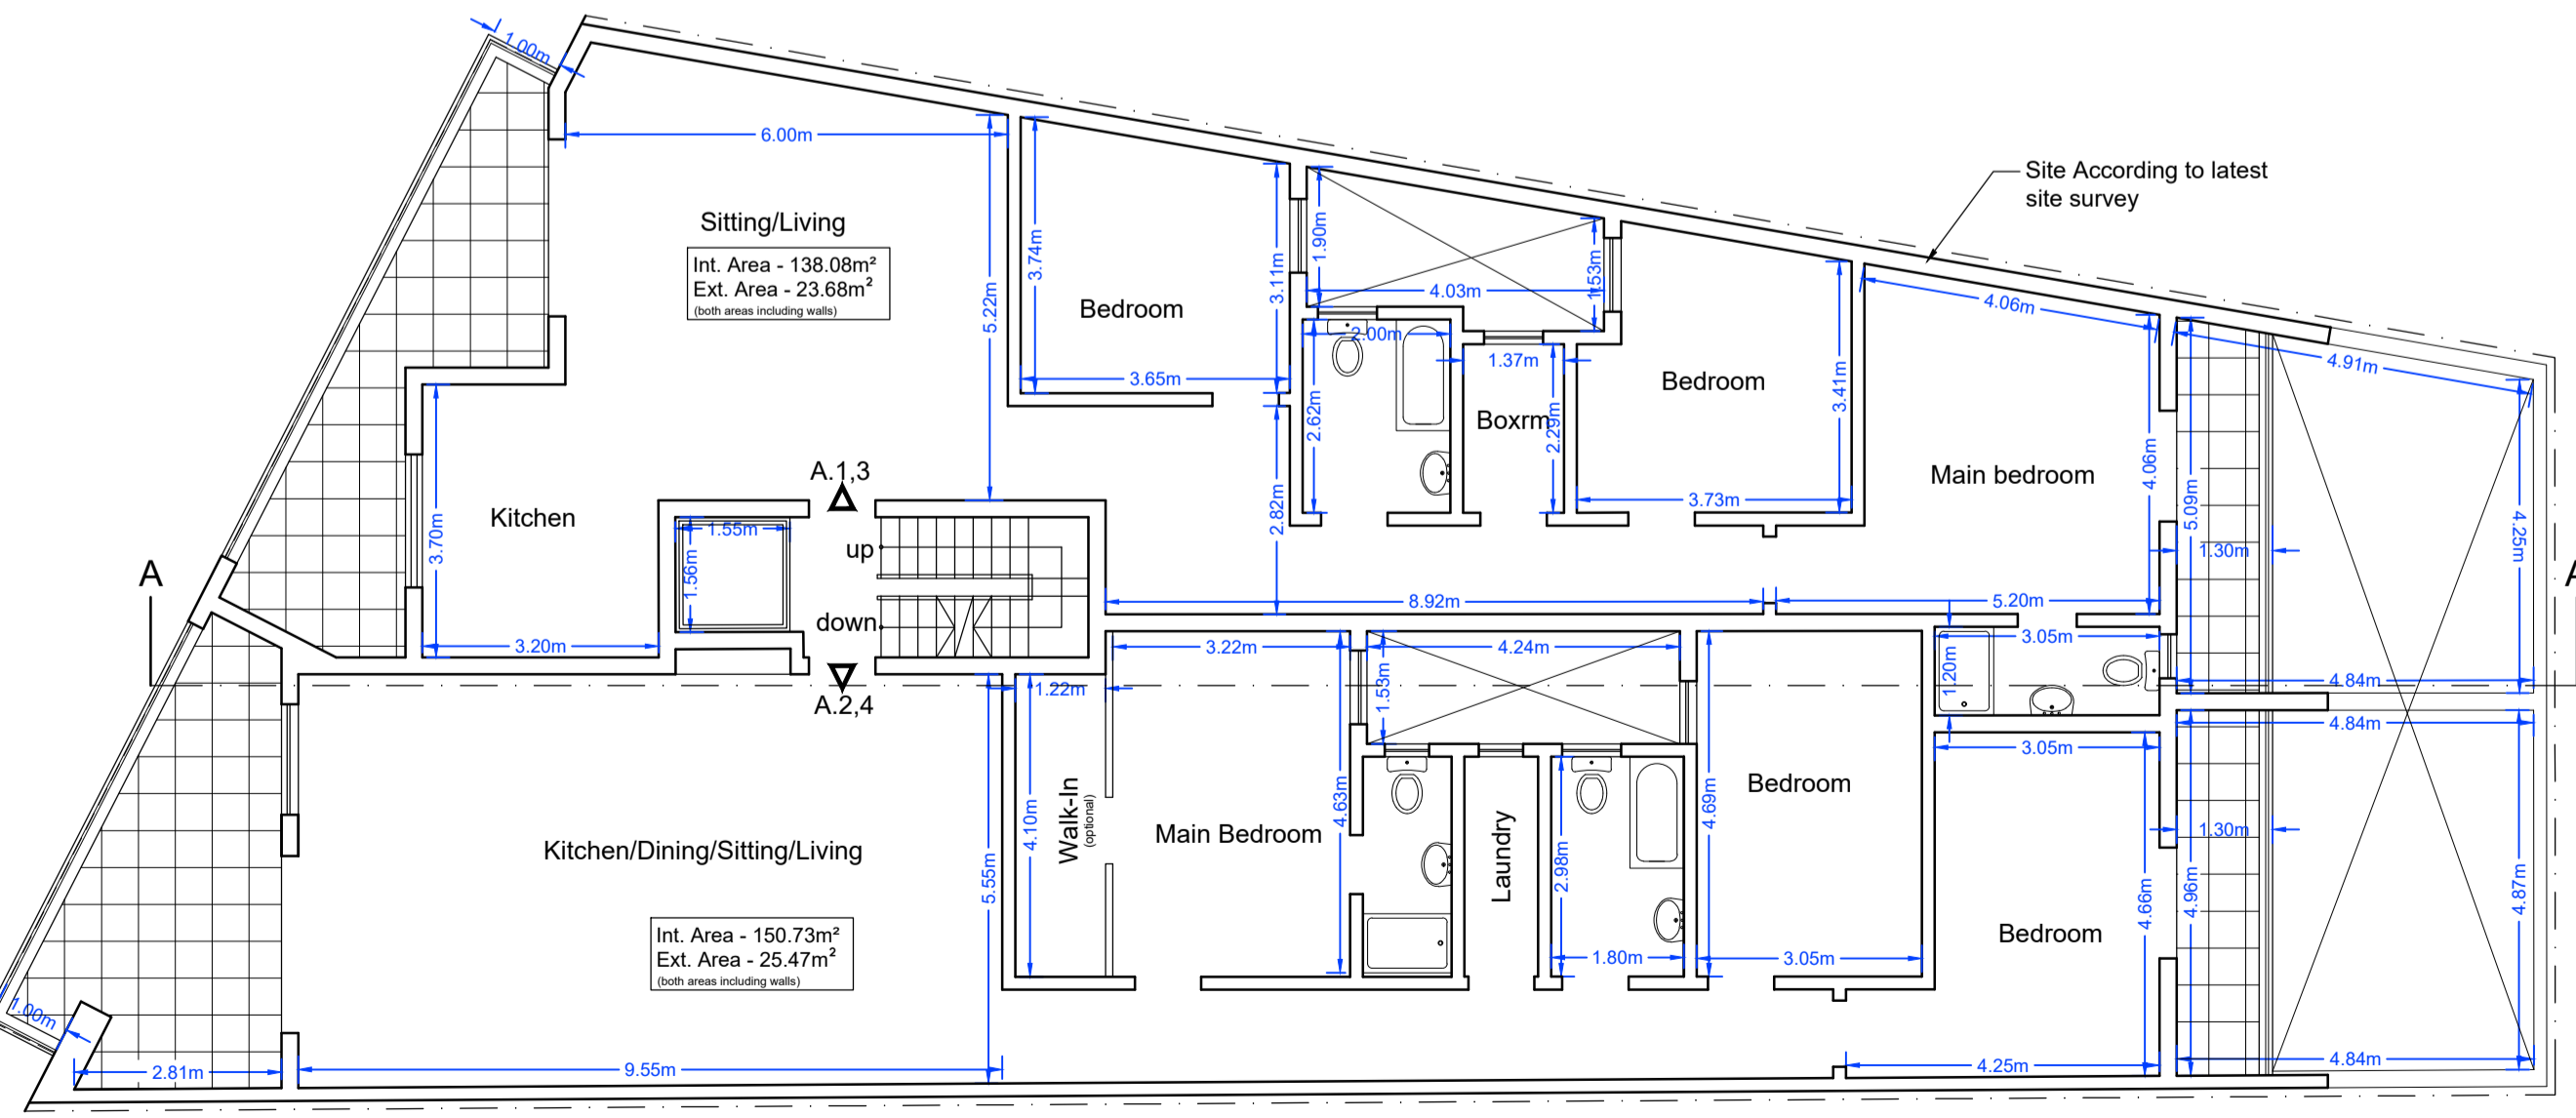 1.00m
6.00m
Site According to latest
site survey
Sitting/Living
Int. Area - 138.08m²
Ext. Area - 23.68m²
(both areas including walls)
5.22m
3.74m
3.11m
Bedroom
3.65m
1.90m
4.03m
1.53m
2.00m
1.37m
2.62m
Boxrm
2.29m
Bedroom
3.41m
3.73m
4.06m
Main bedroom
4.06m
4.91m
5.09m
4.25m
1.30m
Kitchen
3.70m
3.20m
A.1,3
1.55m
1.56m
up
down
A.2,4
2.82m
8.92m
5.20m
A
A
3.22m
4.24m
1.53m
3.05m
1.20m
4.84m
4.84m
1.22m
3.05m
4.10m
Walk-In
(optional)
Main Bedroom
4.63m
Laundry
2.98m
1.80m
4.69m
Bedroom
3.05m
1.30m
4.66m
4.96m
4.87m
Bedroom
Kitchen/Dining/Sitting/Living
Int. Area - 150.73m²
Ext. Area - 25.47m²
(both areas including walls)
5.55m
1.00m
2.81m
9.55m
4.25m
4.84m